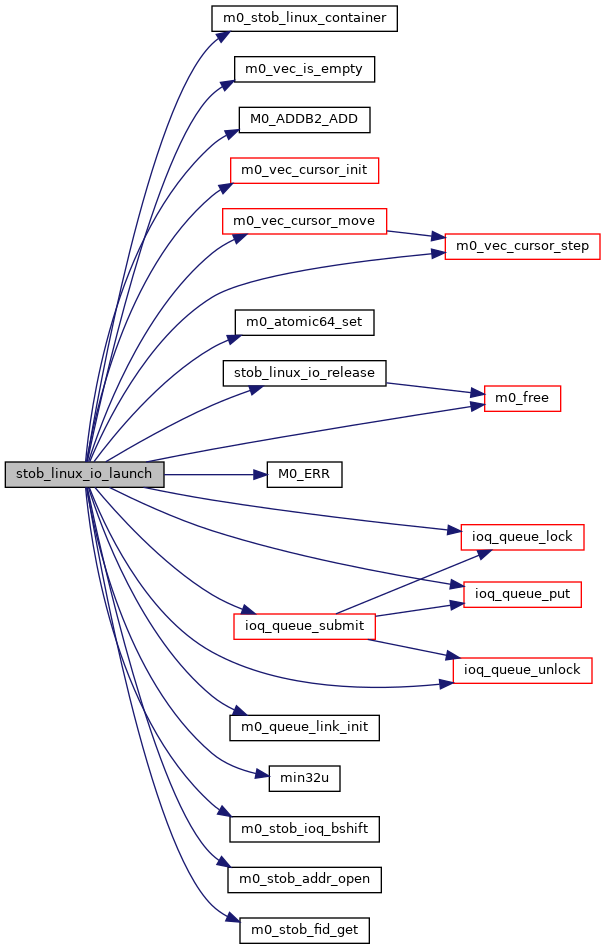 m0_stob_linux_container
m0_vec_is_empty
M0_ADDB2_ADD
m0_vec_cursor_init
m0_vec_cursor_move
m0_vec_cursor_step
m0_atomic64_set
stob_linux_io_release
m0_free
stob_linux_io_launch
M0_ERR
ioq_queue_lock
ioq_queue_put
ioq_queue_submit
ioq_queue_unlock
m0_queue_link_init
min32u
m0_stob_ioq_bshift
m0_stob_addr_open
m0_stob_fid_get